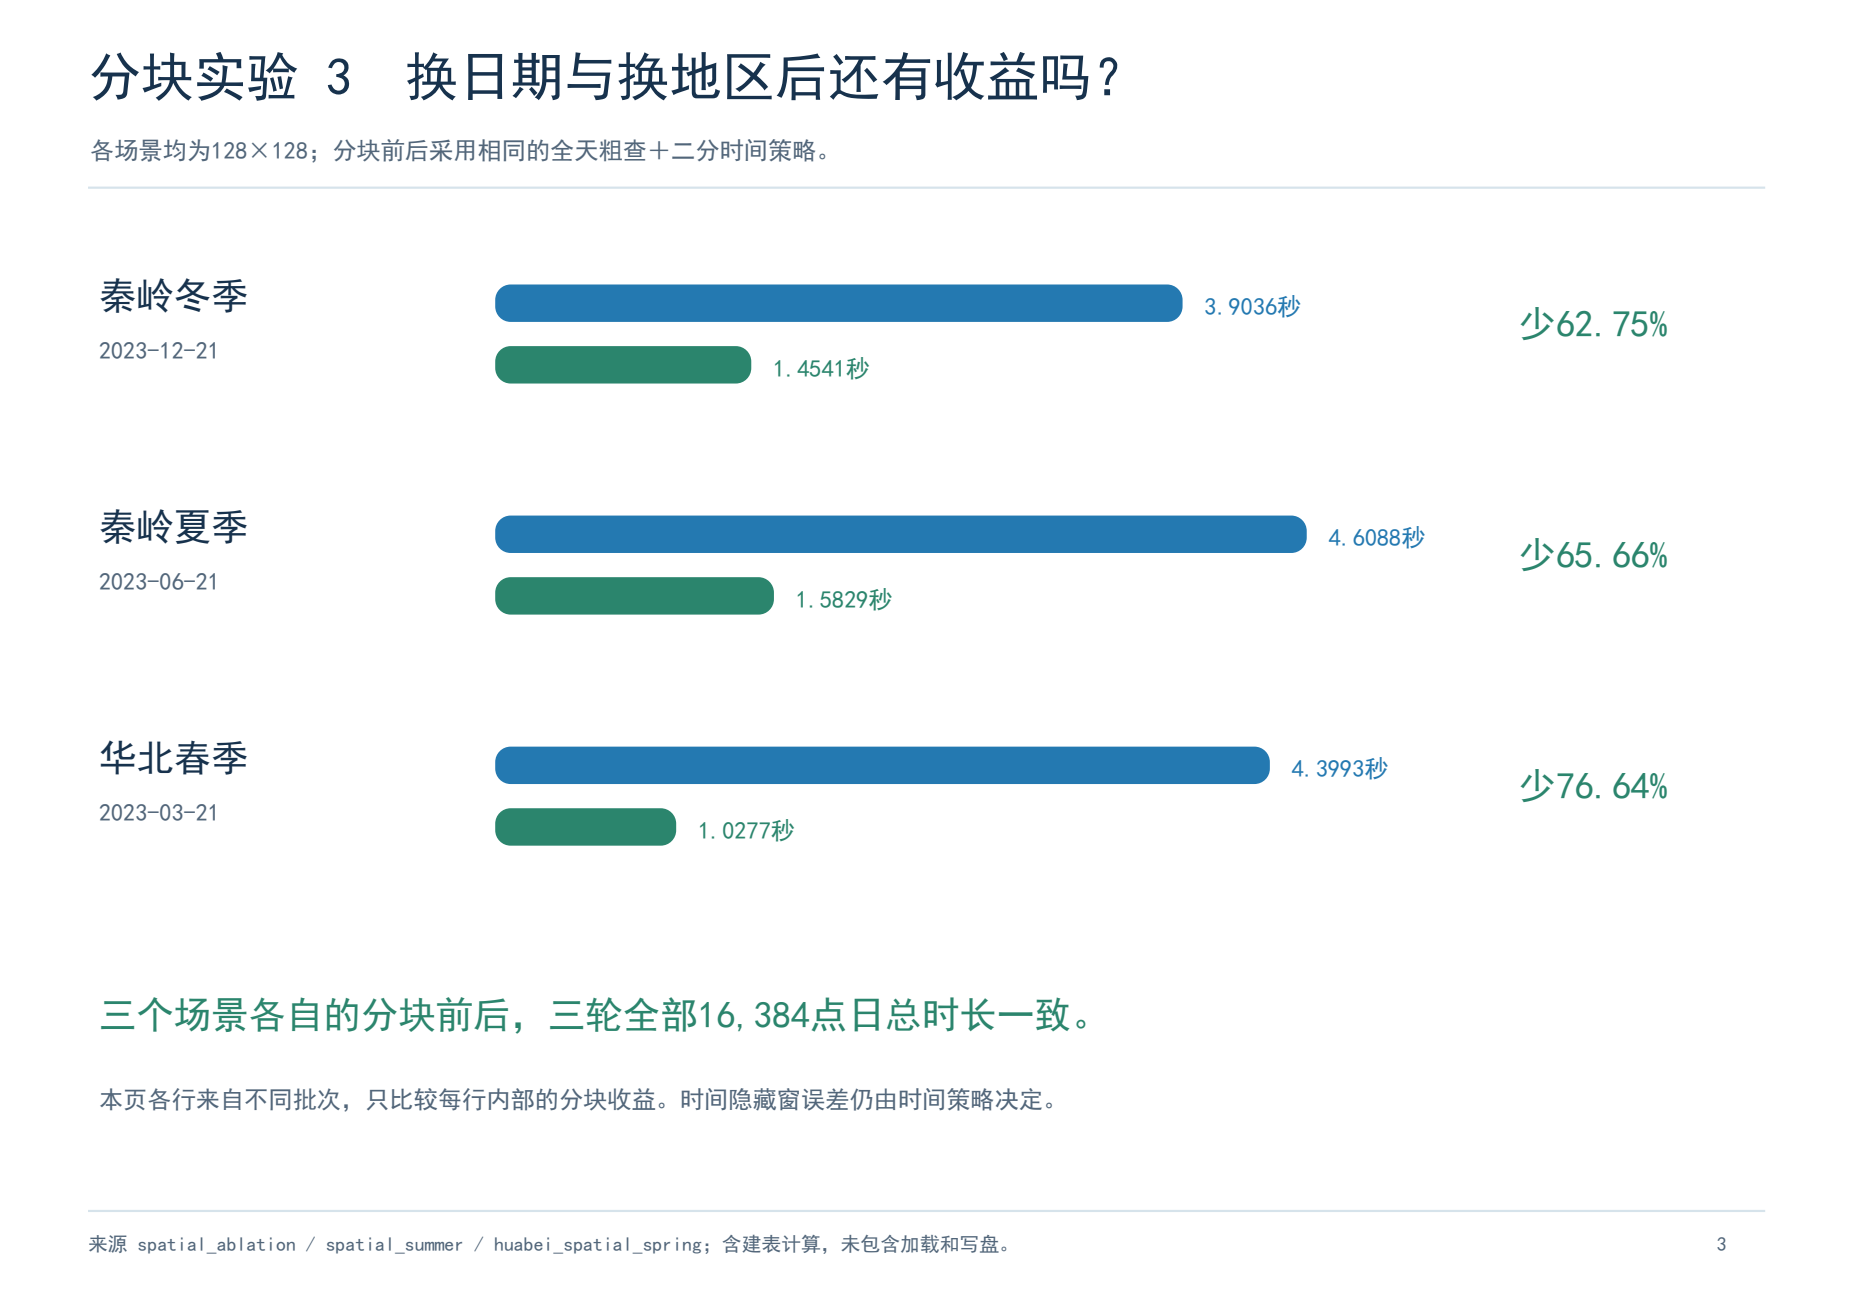 分块实验 3 换日期与换地区后还有收益吗？
各场景均为128×128；分块前后采用相同的全天粗查＋二分时间策略。
秦岭冬季
3.9036秒
少62.75%
2023-12-21
1.4541秒
秦岭夏季
4.6088秒
少65.66%
2023-06-21
1.5829秒
华北春季
4.3993秒
少76.64%
2023-03-21
1.0277秒
三个场景各自的分块前后，三轮全部16,384点日总时长一致。
本页各行来自不同批次，只比较每行内部的分块收益。时间隐藏窗误差仍由时间策略决定。
来源 spatial_ablation / spatial_summer / huabei_spatial_spring；含建表计算，未包含加载和写盘。
3